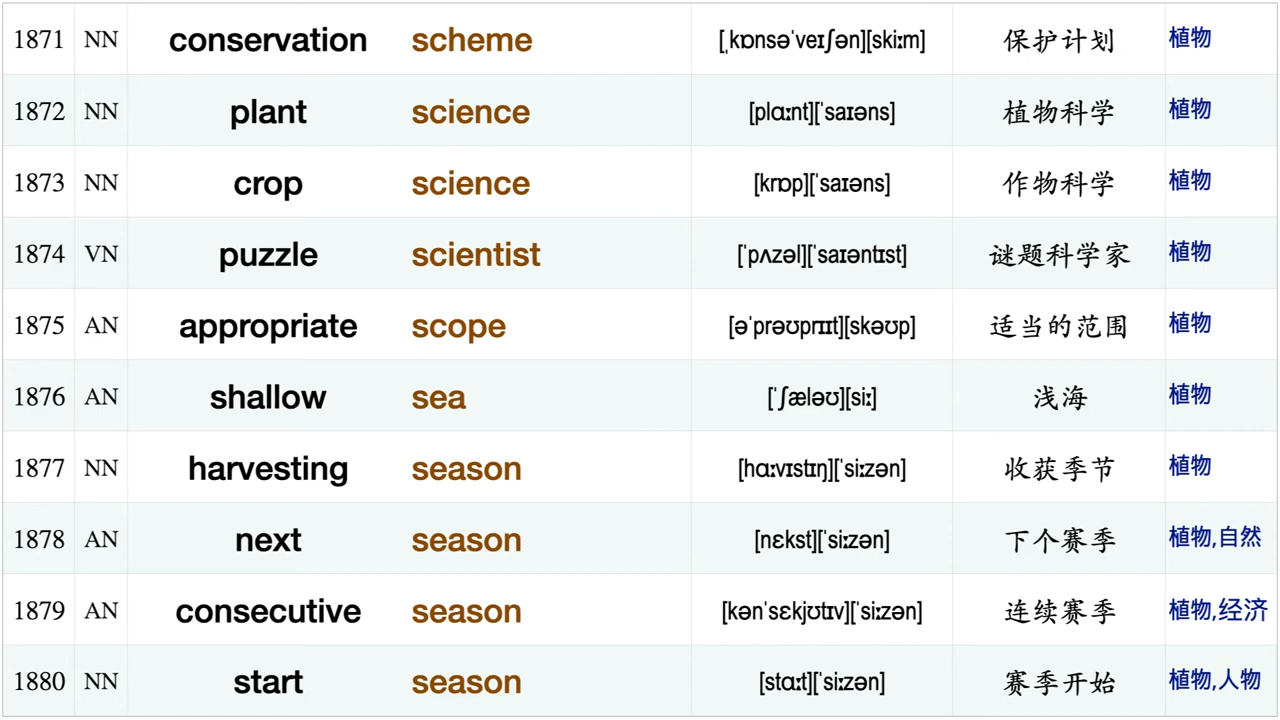 1871 NN conservation scheme [ˌkɒnsəˈveɪʃən][skiːm] 保护计划 植物
1872 NN plant science [plɑːnt][ˈsaɪəns] 植物科学 植物
1873 NN crop science [krɒp][ˈsaɪəns] 作物科学 植物
1874 VN puzzle scientist [ˈpʌzəl][ˈsaɪəntɪst] 谜题科学家 植物
1875 AN appropriate scope [əˈprəʊprɪɪt][skəʊp] 适当的范围 植物
1876 AN shallow sea [ˈʃæləʊ][siː] 浅海 植物
1877 NN harvesting season [hɑːvɪstɪŋ][ˈsiːzən] 收获季节 植物
1878 AN next season [nɛkst][ˈsiːzən] 下个赛季 植物,自然
1879 AN consecutive season [kənˈsɛkjʊtɪv][ˈsiːzən] 连续赛季 植物,经济
1880 NN start season [stɑːt][ˈsiːzən] 赛季开始 植物,人物